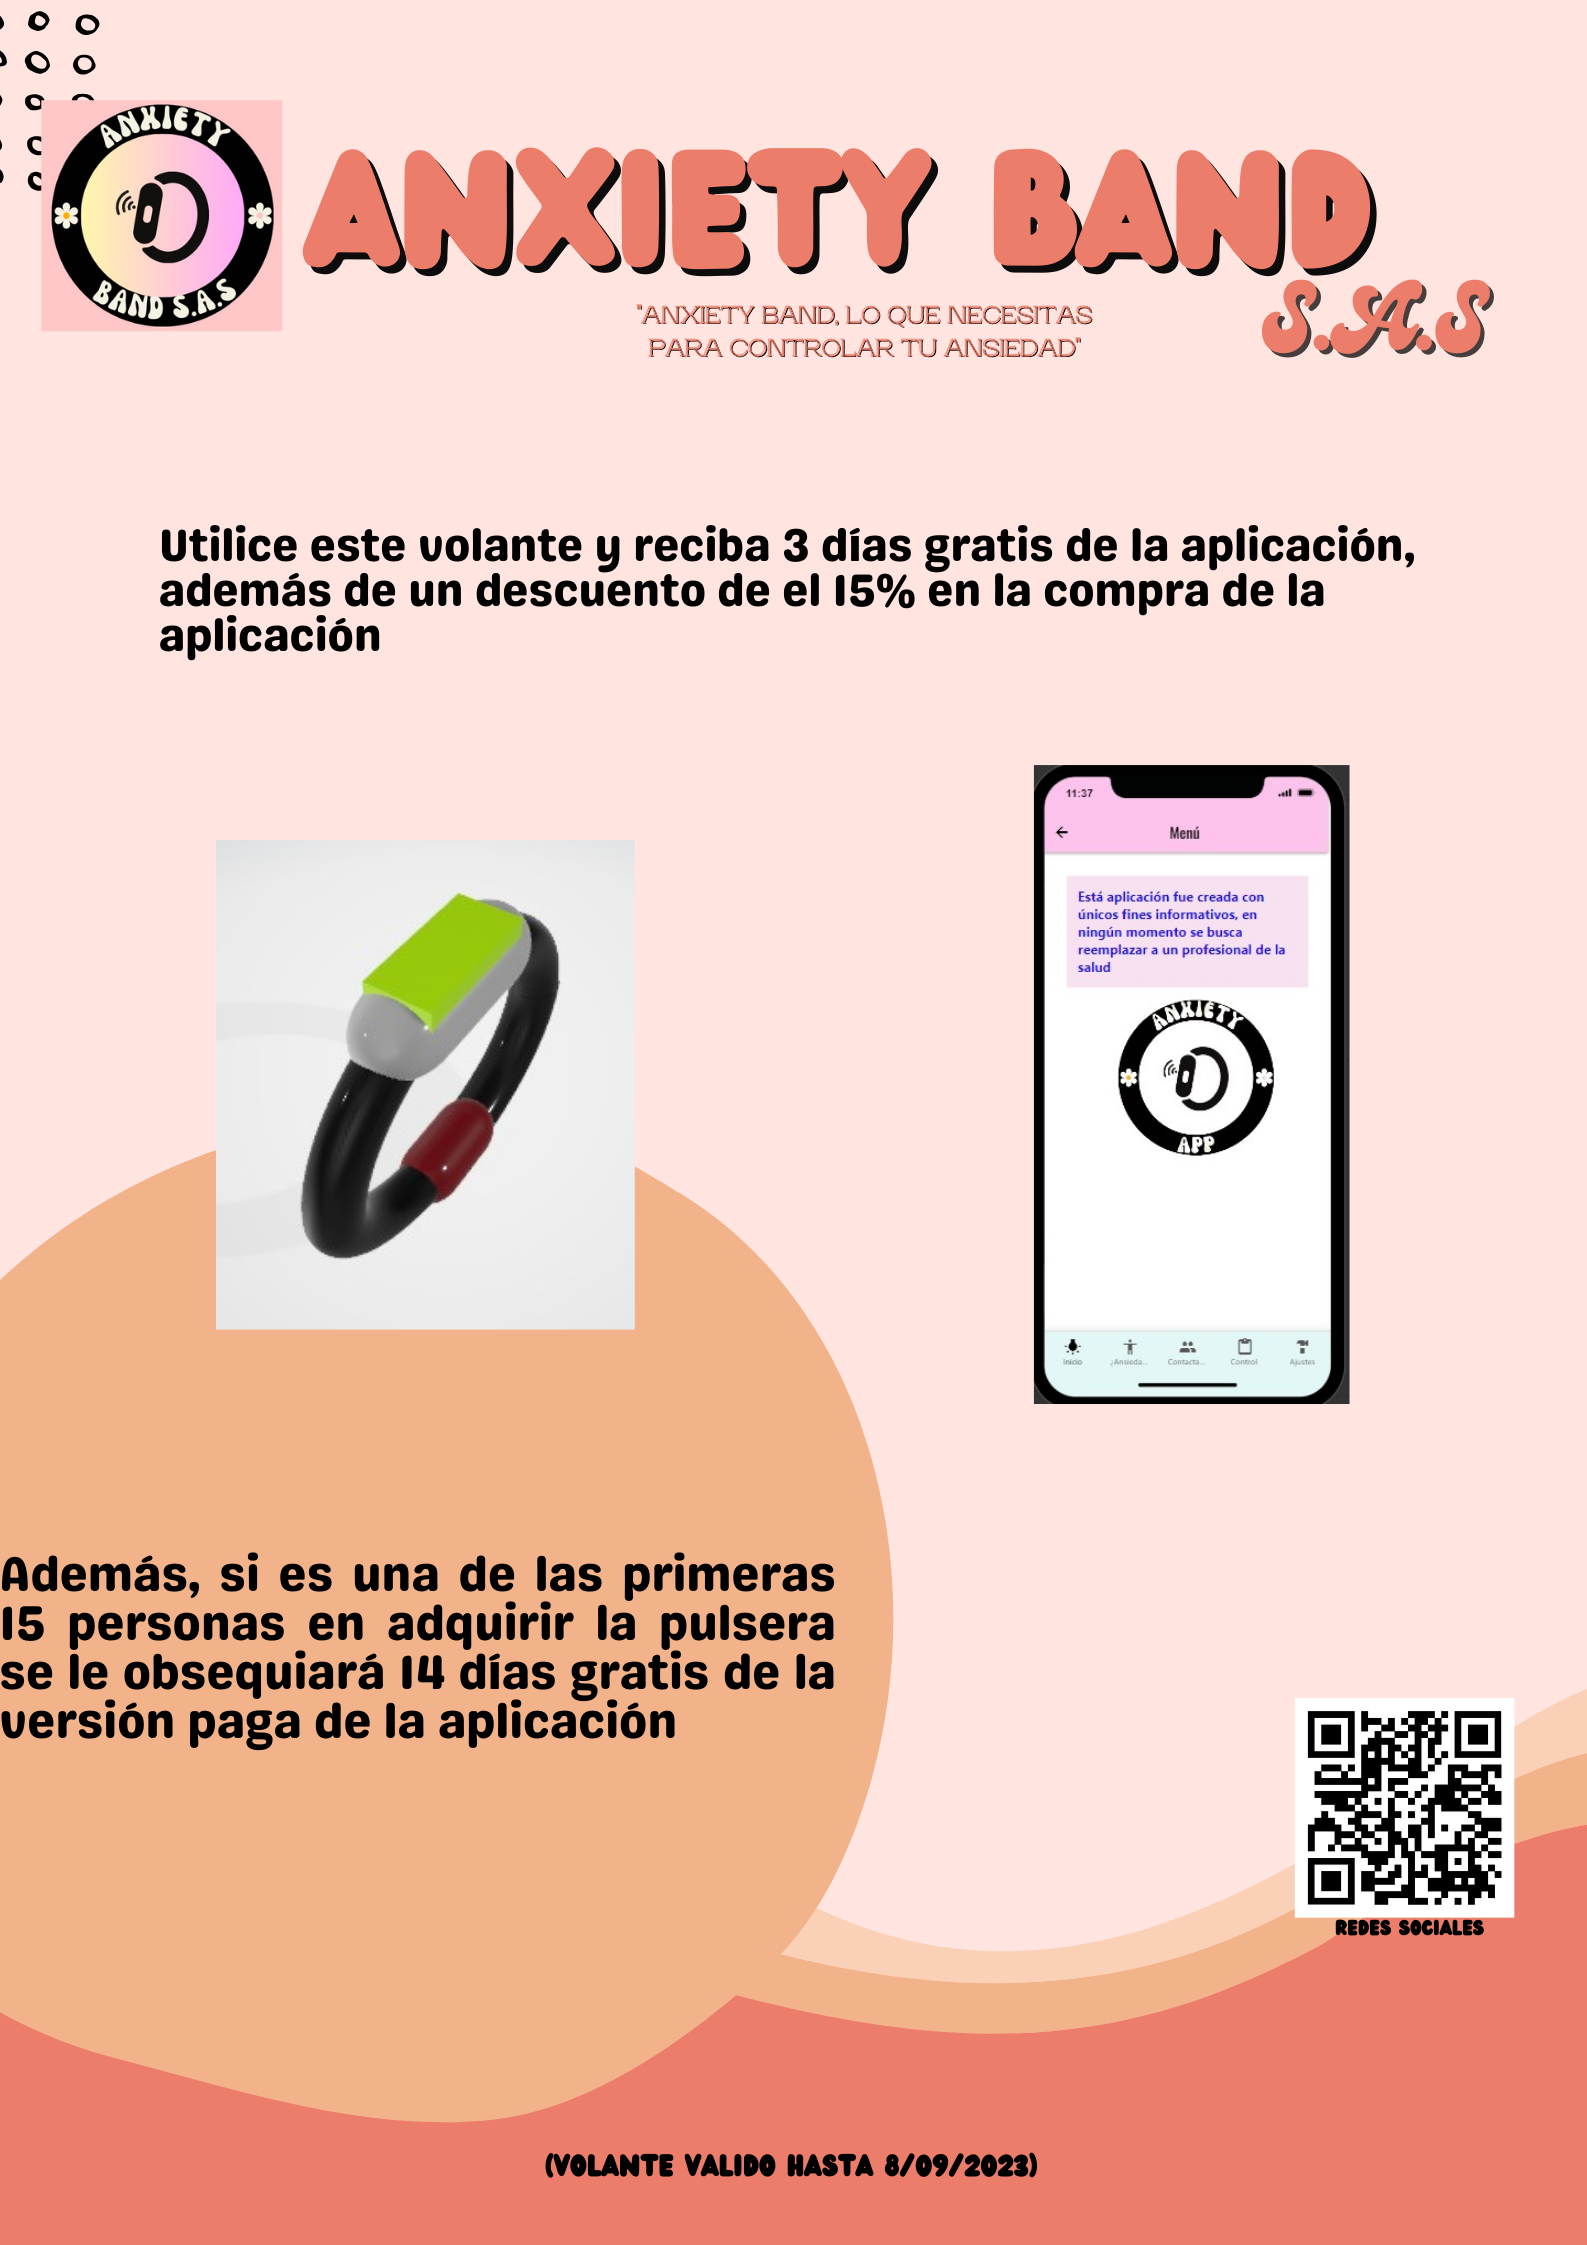 ANXIETY
BAND S.A.S
ANXIETY BAND
S.A.S
"ANXIETY BAND, LO QUE NECESITAS
PARA CONTROLAR TU ANSIEDAD"
Utilice este volante y reciba 3 días gratis de la aplicación,
además de un descuento de el 15% en la compra de la
aplicación
11:37
Menú
Está aplicación fue creada con
únicos fines informativos, en
ningún momento se busca
reemplazar a un profesional de la
salud
ANXIETY
APP
Inicio
¿Ansieda...
Contacta...
Control
Ajustes
Además, si es una de las primeras
15 personas en adquirir la pulsera
se le obsequiará 14 días gratis de la
versión paga de la aplicación
REDES SOCIALES
(VOLANTE VALIDO HASTA 8/09/2023)